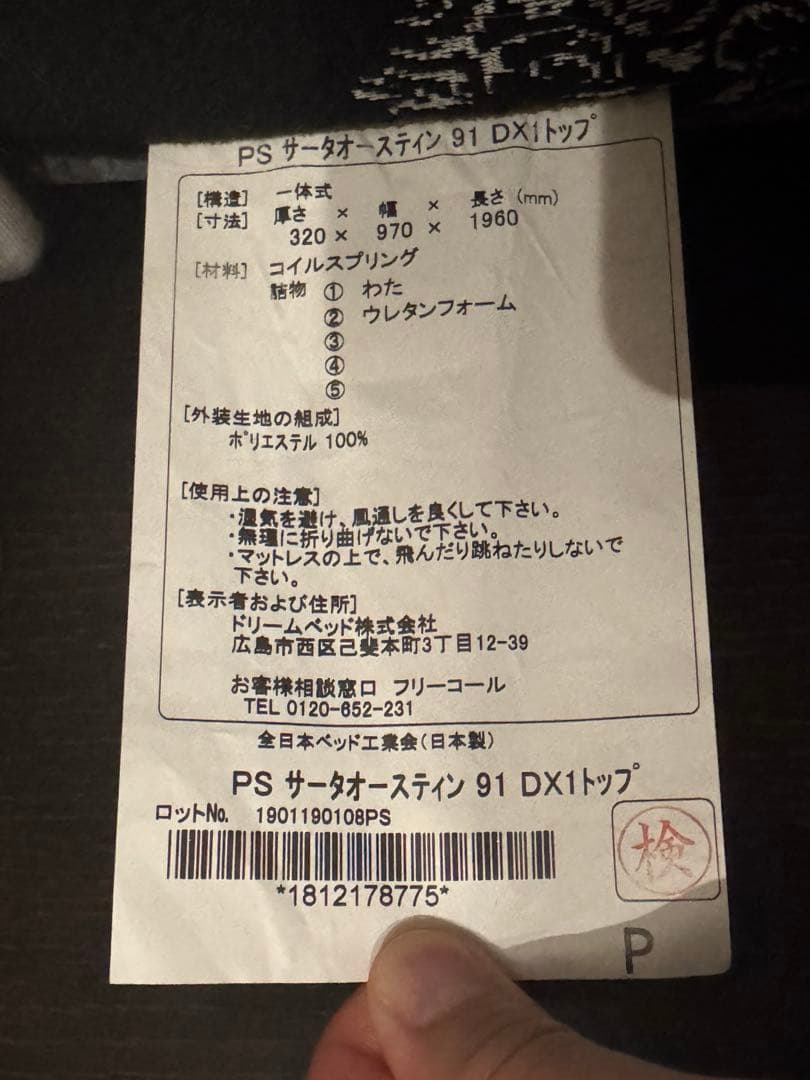 PS サータオースティン 91 DX1トップ
[構造] 一体式
[寸法] 厚さ × 幅 × 長さ (mm)
320 × 970 × 1960
[材料] コイルスプリング
詰物 ① わた
② ウレタンフォーム
③
④
⑤
[外装生地の組成]
ポリエステル 100%
[使用上の注意]
・湿気を避け、風通しを良くして下さい。
・無理に折り曲げないで下さい。
・マットレスの上で、飛んだり跳ねたりしないで
下さい。
[表示者および住所]
ドリームベッド株式会社
広島市西区己斐本町3丁目12-39
お客様相談窓口 フリーコール
TEL 0120-652-231
全日本ベッド工業会(日本製)
PS サータオースティン 91 DX1トップ
ロットNo. 1901190108PS
*1812178775*
検
P